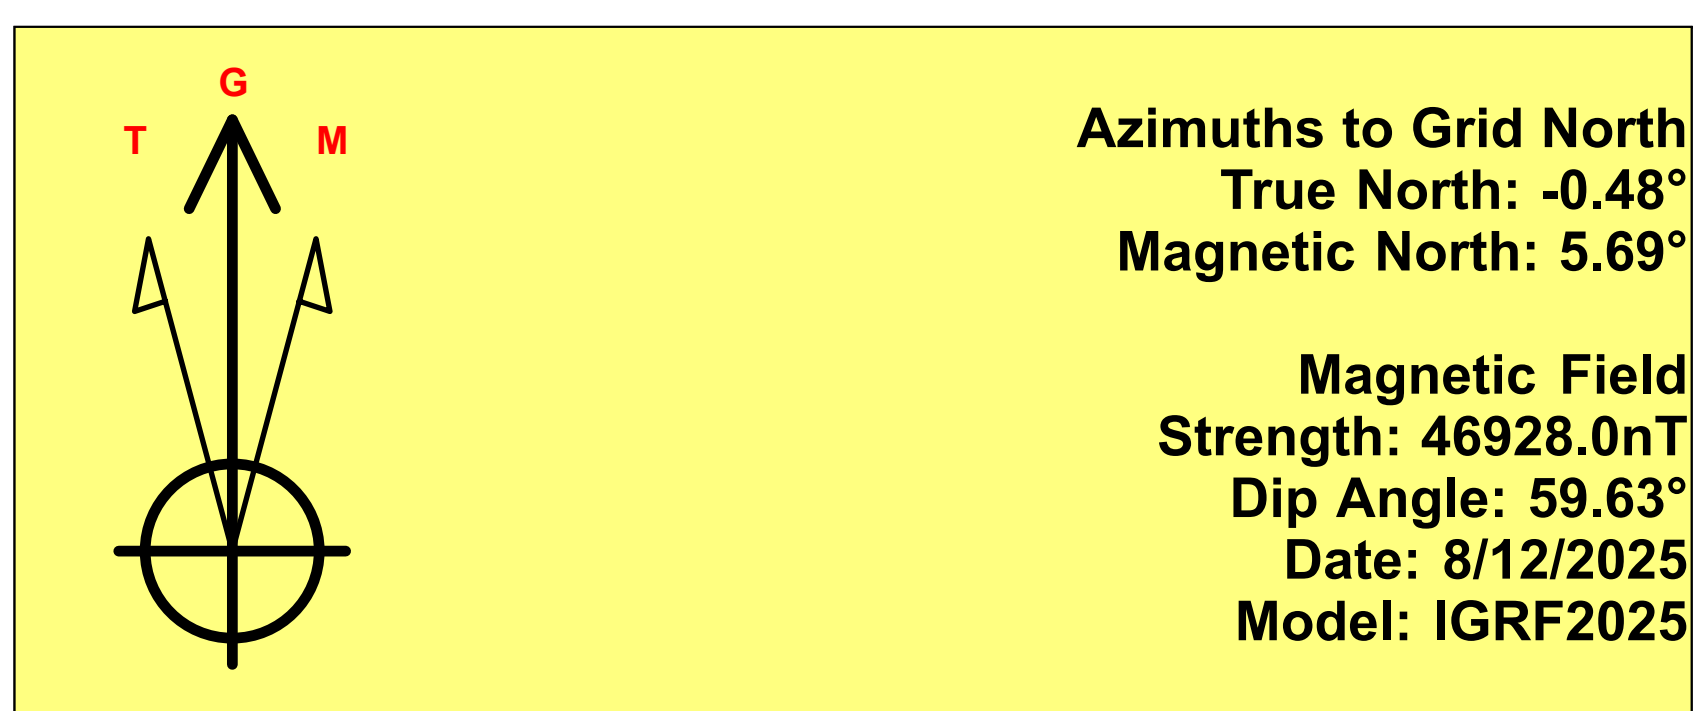 G
T
M
Azimuths to Grid North
True North: -0.48°
Magnetic North: 5.69°
Magnetic Field
Strength: 46928.0nT
Dip Angle: 59.63°
Date: 8/12/2025
Model: IGRF2025